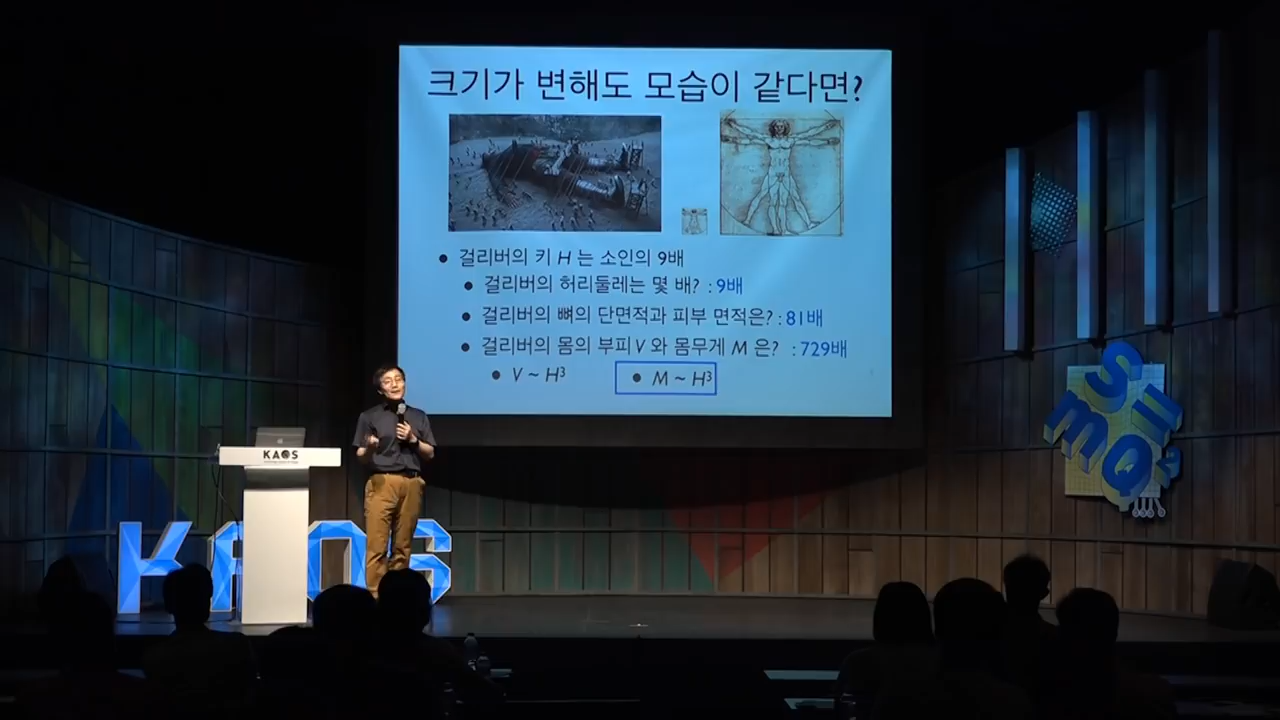 크기가 변해도 모습이 같다면?
• 걸리버의 키 H 는 소인의 9배
• 걸리버의 허리둘레는 몇 배? : 9배
• 걸리버의 뼈의 단면적과 피부 면적은? : 81배
• 걸리버의 몸의 부피 V 와 몸무게 M 은? : 729배
• V ~ H³ • M ~ H³
KAOS
KAOS